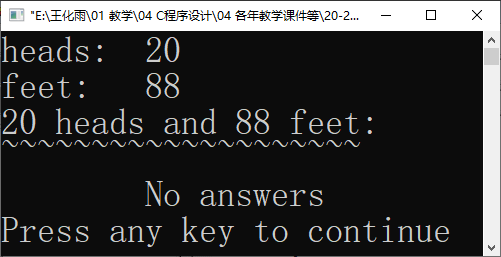 "E:\王化雨\01 教学\04 C程序设计\04 各年教学课件等\20-2...
heads:  20
feet:   88
20 heads and 88 feet:
~~~~~~~~~~~~~~~~~~~~
No answers
Press any key to continue